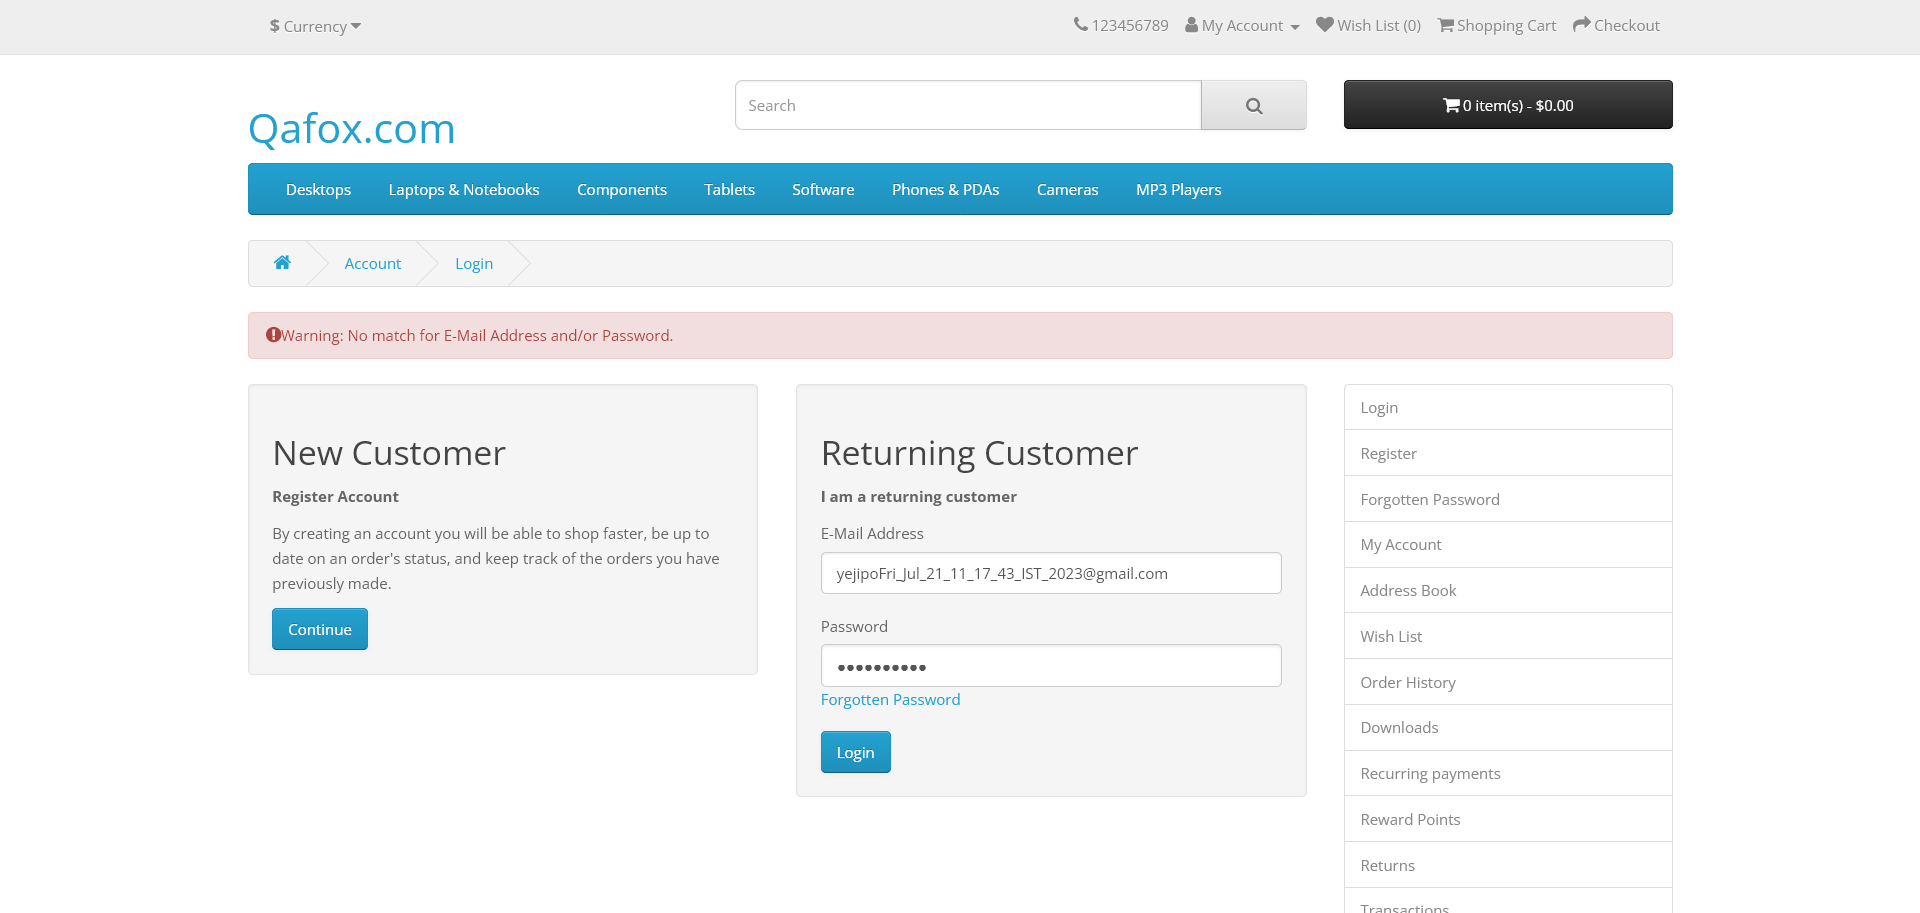 $ Currency
123456789 My Account Wish List (0) Shopping Cart Checkout
Qafox.com
Search
0 item(s) - $0.00
Desktops Laptops & Notebooks Components Tablets Software Phones & PDAs Cameras MP3 Players
Account Login
Warning: No match for E-Mail Address and/or Password.
New Customer
Register Account
By creating an account you will be able to shop faster, be up to
date on an order's status, and keep track of the orders you have
previously made.
Continue
Returning Customer
I am a returning customer
E-Mail Address
yejipoFri_Jul_21_11_17_43_IST_2023@gmail.com
Password
••••••••••
Forgotten Password
Login
Login
Register
Forgotten Password
My Account
Address Book
Wish List
Order History
Downloads
Recurring payments
Reward Points
Returns
Transactions